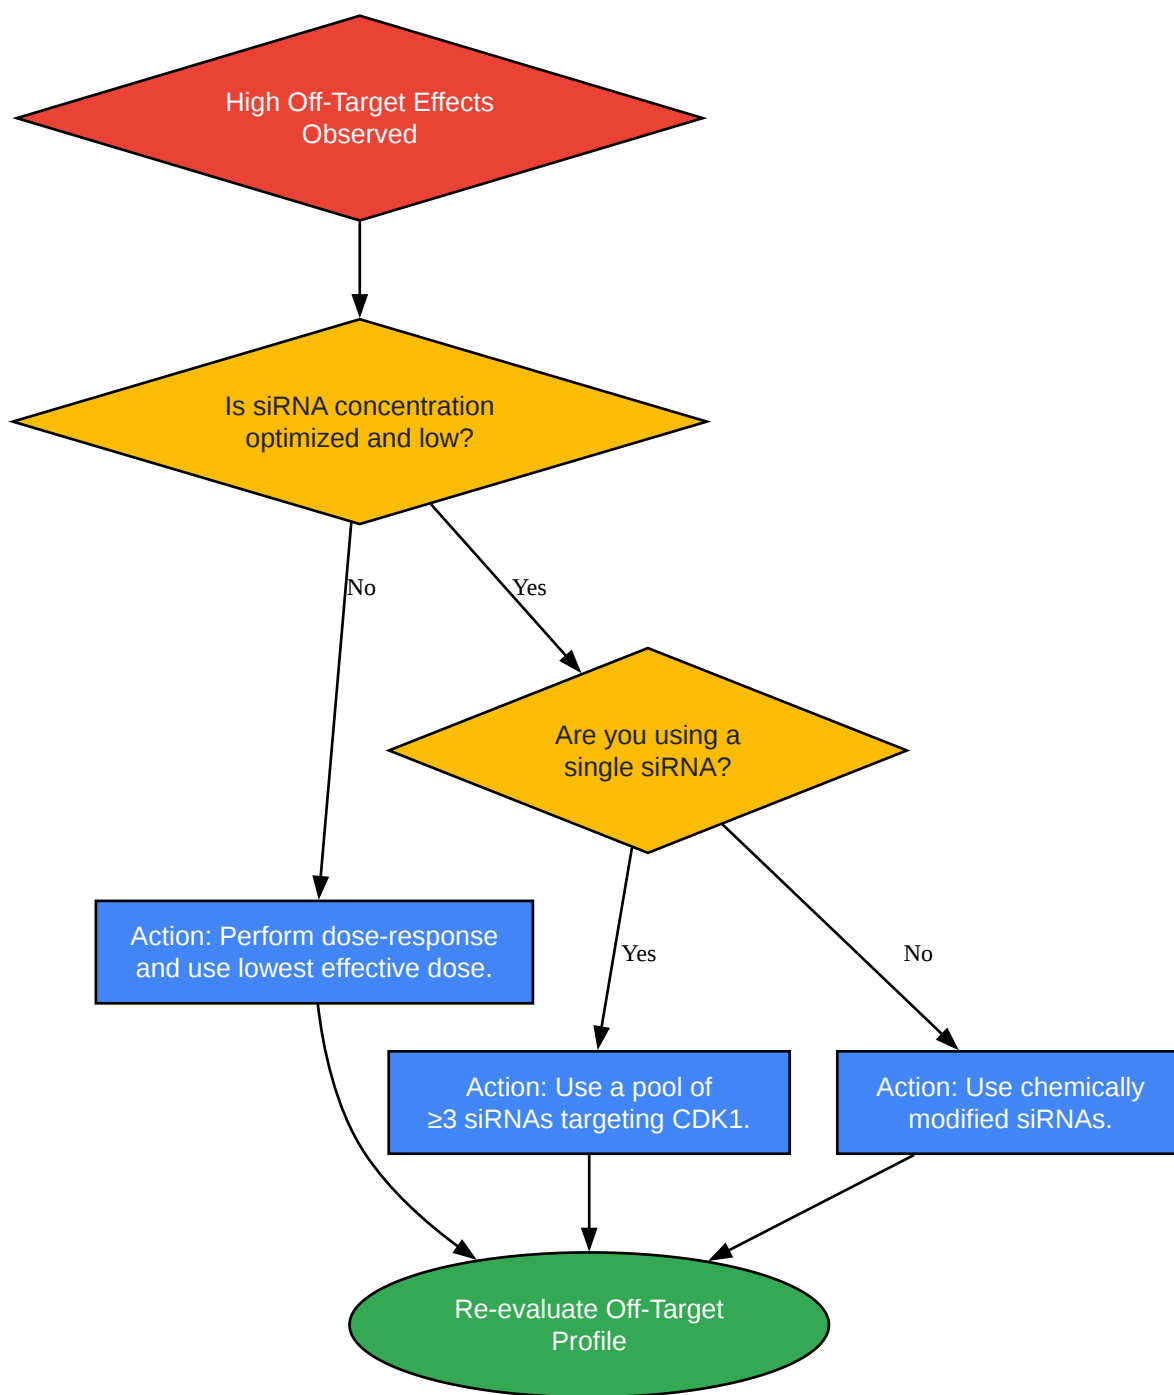 High Off-Target Effects
Observed
Is siRNA concentration
optimized and low?
No
Yes
Are you using a
single siRNA?
Action: Perform dose-response
and use lowest effective dose.
Yes
No
Action: Use a pool of
≥3 siRNAs targeting CDK1.
Action: Use chemically
modified siRNAs.
Re-evaluate Off-Target
Profile